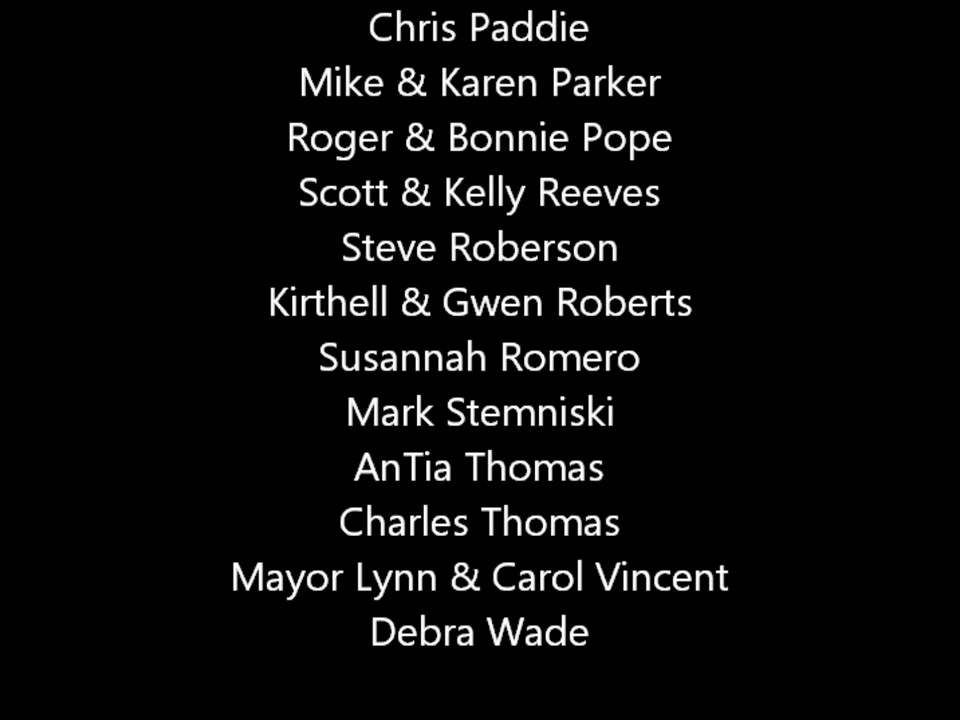 Chris Paddie
Mike & Karen Parker
Roger & Bonnie Pope
Scott & Kelly Reeves
Steve Roberson
Kirthell & Gwen Roberts
Susannah Romero
Mark Stemniski
AnTia Thomas
Charles Thomas
Mayor Lynn & Carol Vincent
Debra Wade